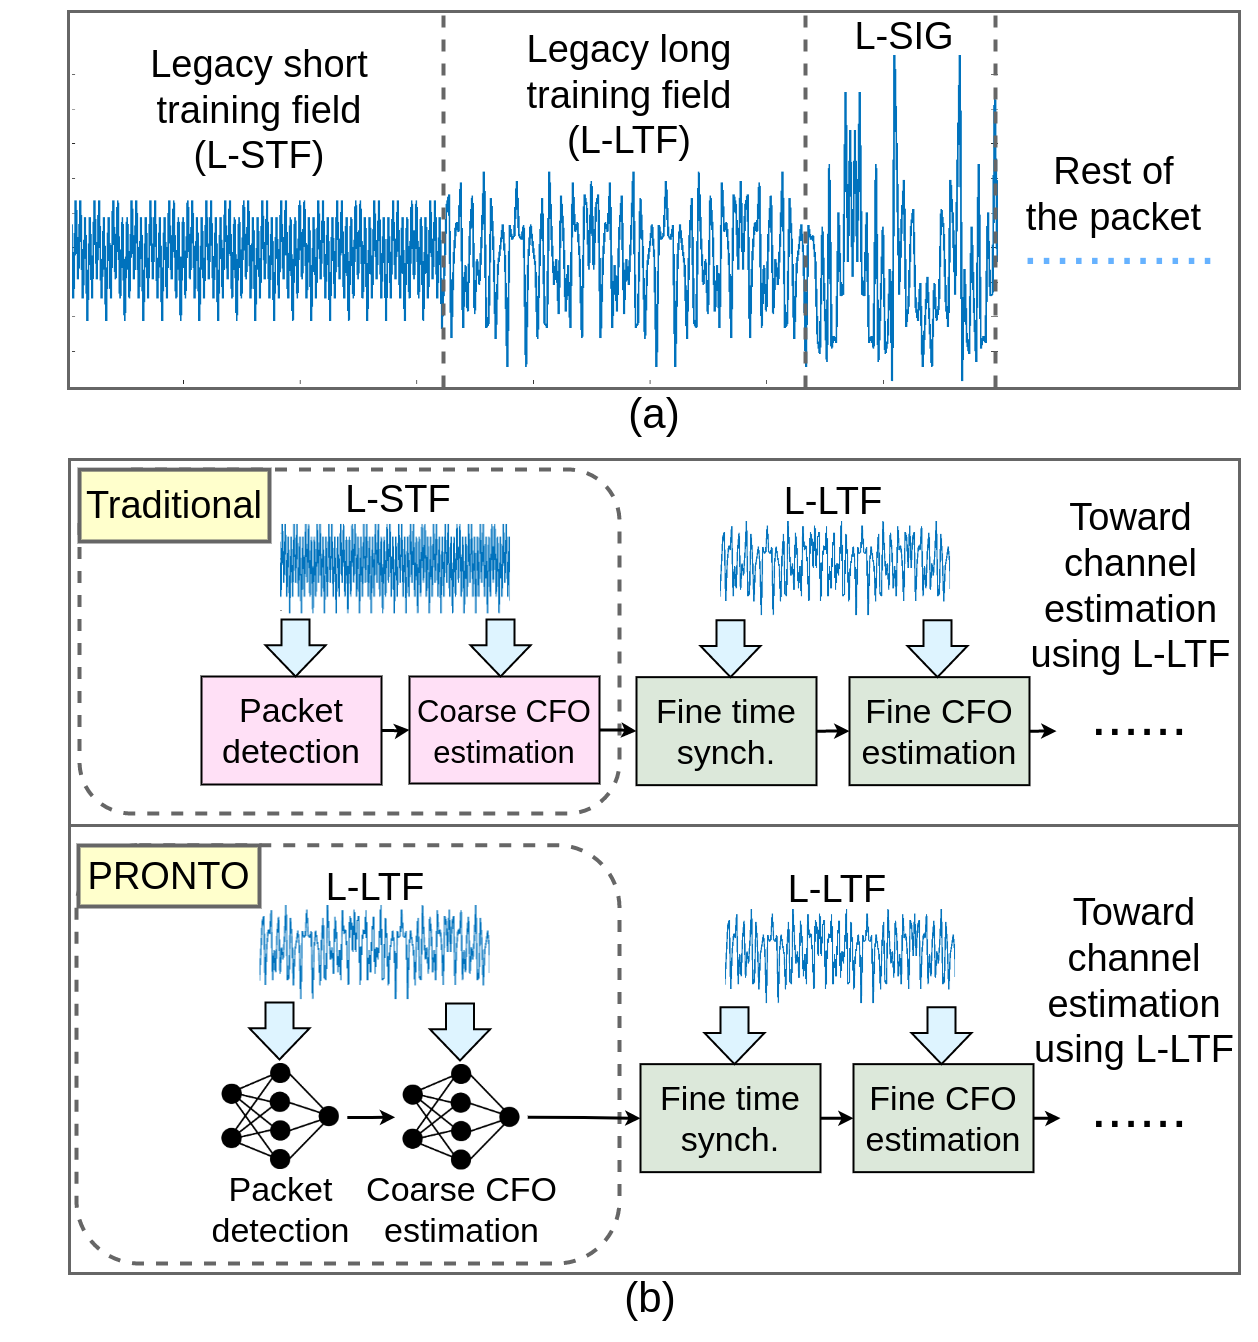 Legacy short
training field
(L-STF)
Legacy long
training field
(L-LTF)
L-SIG
Rest of
the packet
(a)
Traditional
L-STF
L-LTF
Toward
channel
estimation
using L-LTF
Packet
detection
Coarse CFO
estimation
Fine time
synch.
Fine CFO
estimation
......
PRONTO
L-LTF
L-LTF
Toward
channel
estimation
using L-LTF
Packet
detection
Coarse CFO
estimation
Fine time
synch.
Fine CFO
estimation
......
(b)